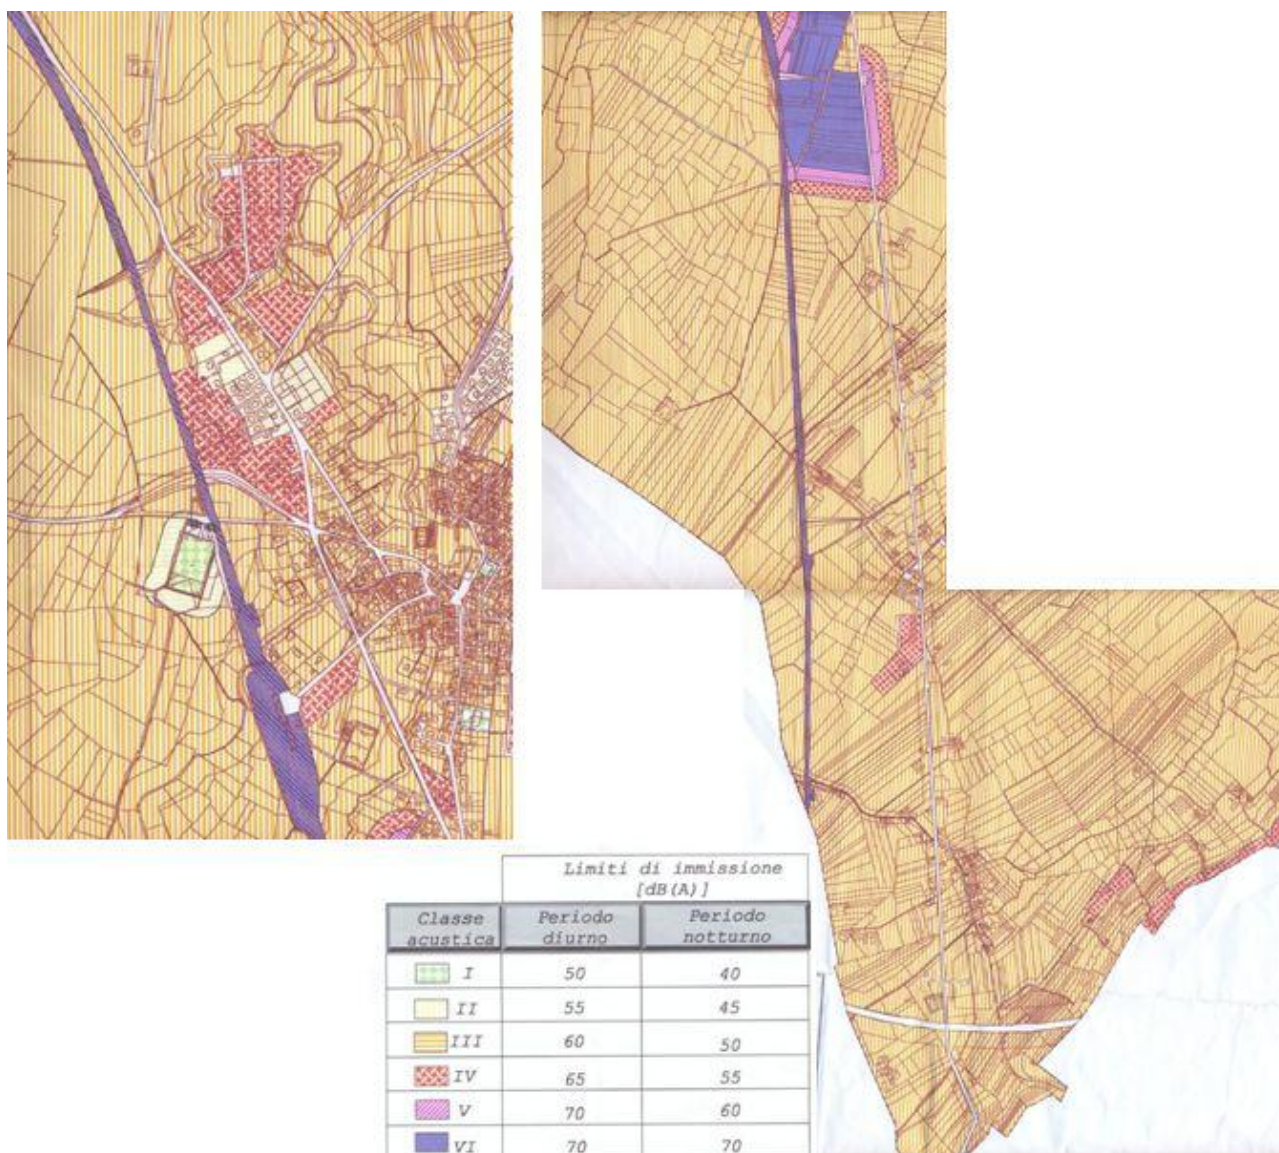 Limiti di immissione
[dB(A)]
Classe acustica Periodo diurno Periodo notturno
I 50 40
II 55 45
III 60 50
IV 65 55
V 70 60
VI 70 70